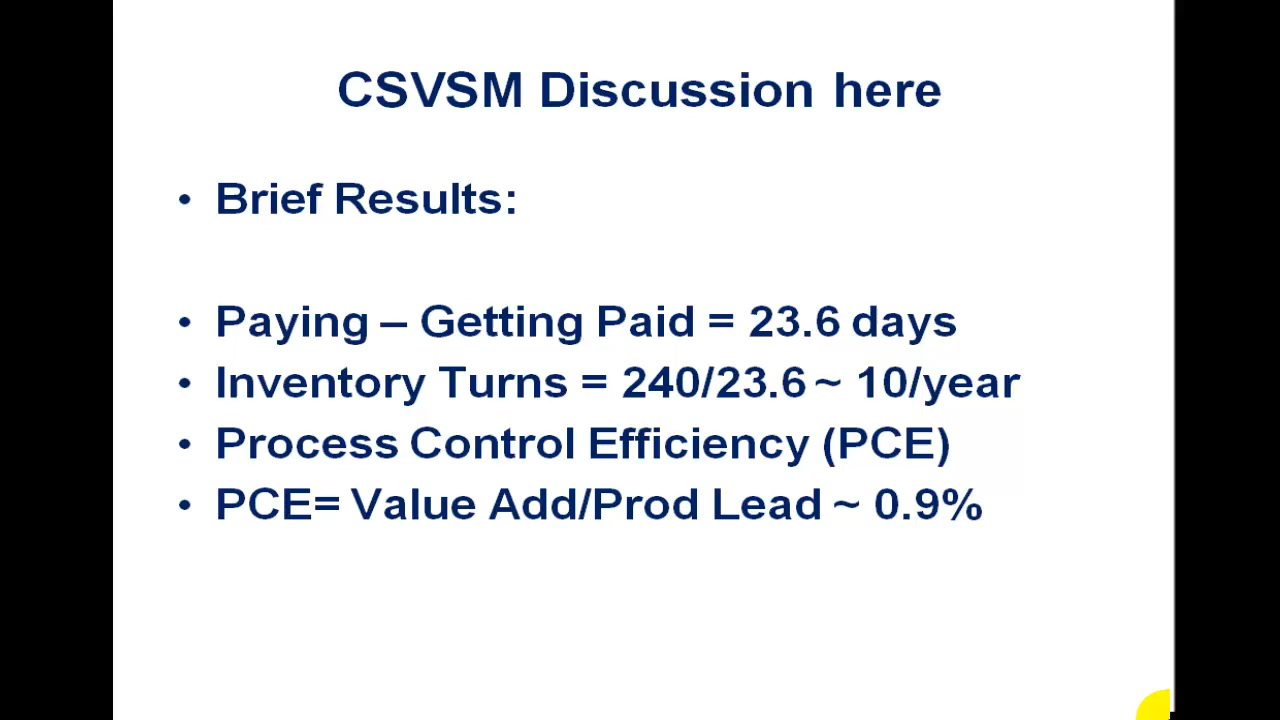 CSVSM Discussion here
• Brief Results:
• Paying – Getting Paid = 23.6 days
• Inventory Turns = 240/23.6 ~ 10/year
• Process Control Efficiency (PCE)
• PCE= Value Add/Prod Lead ~ 0.9%